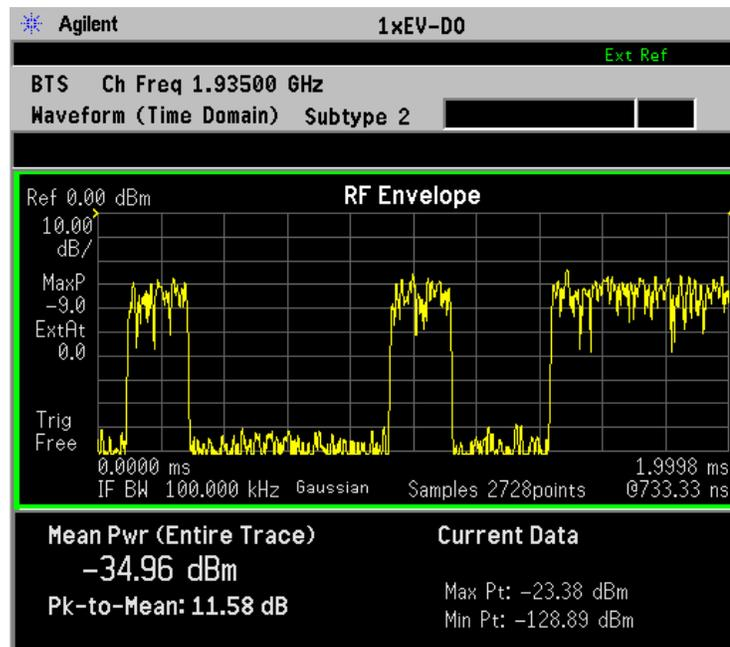 Agilent 1xEV-DO
Ext Ref
BTS Ch Freq 1.93500 GHz
Waveform (Time Domain) Subtype 2
Ref 0.00 dBm RF Envelope
10.00
dB/
MaxP
-9.0
ExtAt
0.0
Trig
Free
0.0000 ms 1.9998 ms
IF BW 100.000 kHz Gaussian Samples 2728points @733.33 ns
Mean Pwr (Entire Trace) Current Data
-34.96 dBm
Max Pt: -23.38 dBm
Pk-to-Mean: 11.58 dB
Min Pt: -128.89 dBm